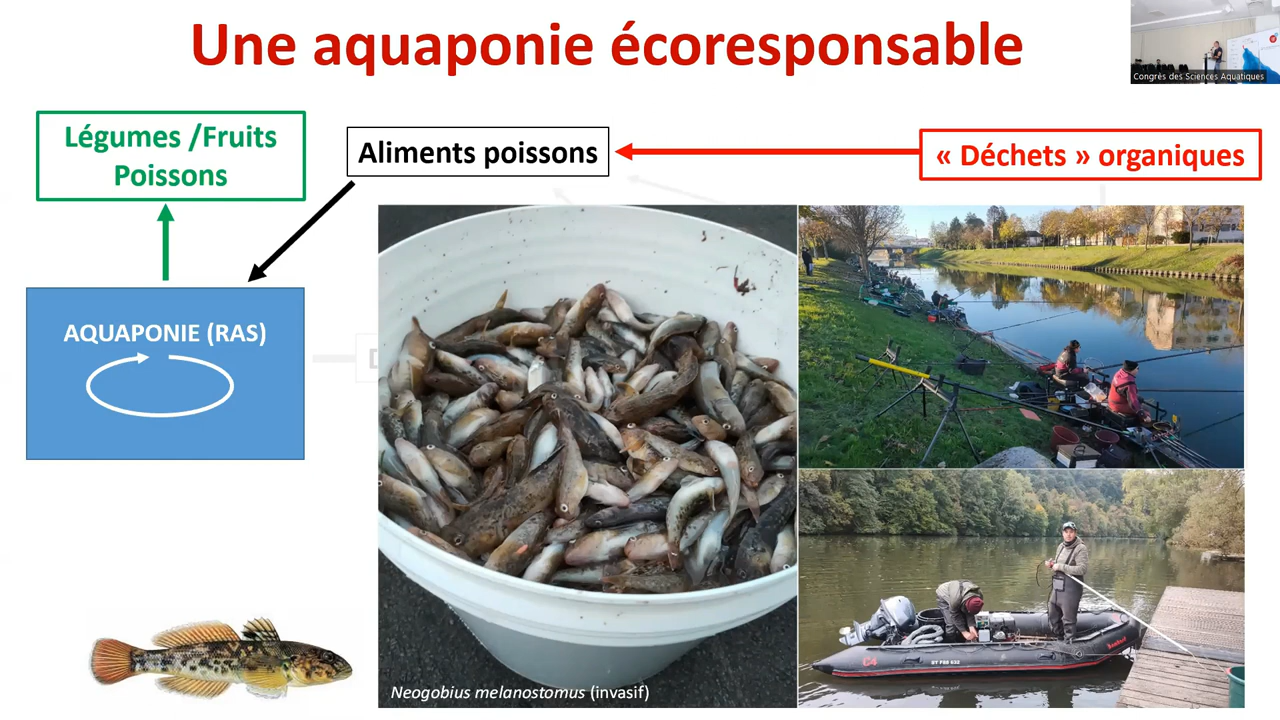 Une aquaponie écoresponsable
Congrès des Sciences Aquatiques
Légumes /Fruits
Poissons
Aliments poissons
« Déchets » organiques
AQUAPONIE (RAS)
C4
Neogobius melanostomus (invasif)